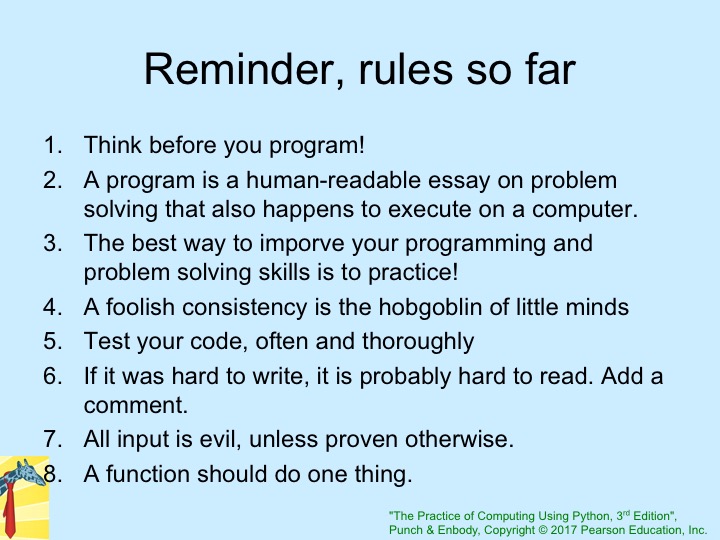 Reminder, rules so far
1. Think before you program!
2. A program is a human-readable essay on problem
solving that also happens to execute on a computer.
3. The best way to imporve your programming and
problem solving skills is to practice!
4. A foolish consistency is the hobgoblin of little minds
5. Test your code, often and thoroughly
6. If it was hard to write, it is probably hard to read. Add a
comment.
7. All input is evil, unless proven otherwise.
8. A function should do one thing.
"The Practice of Computing Using Python, 3rd Edition",
Punch & Enbody, Copyright © 2017 Pearson Education, Inc.